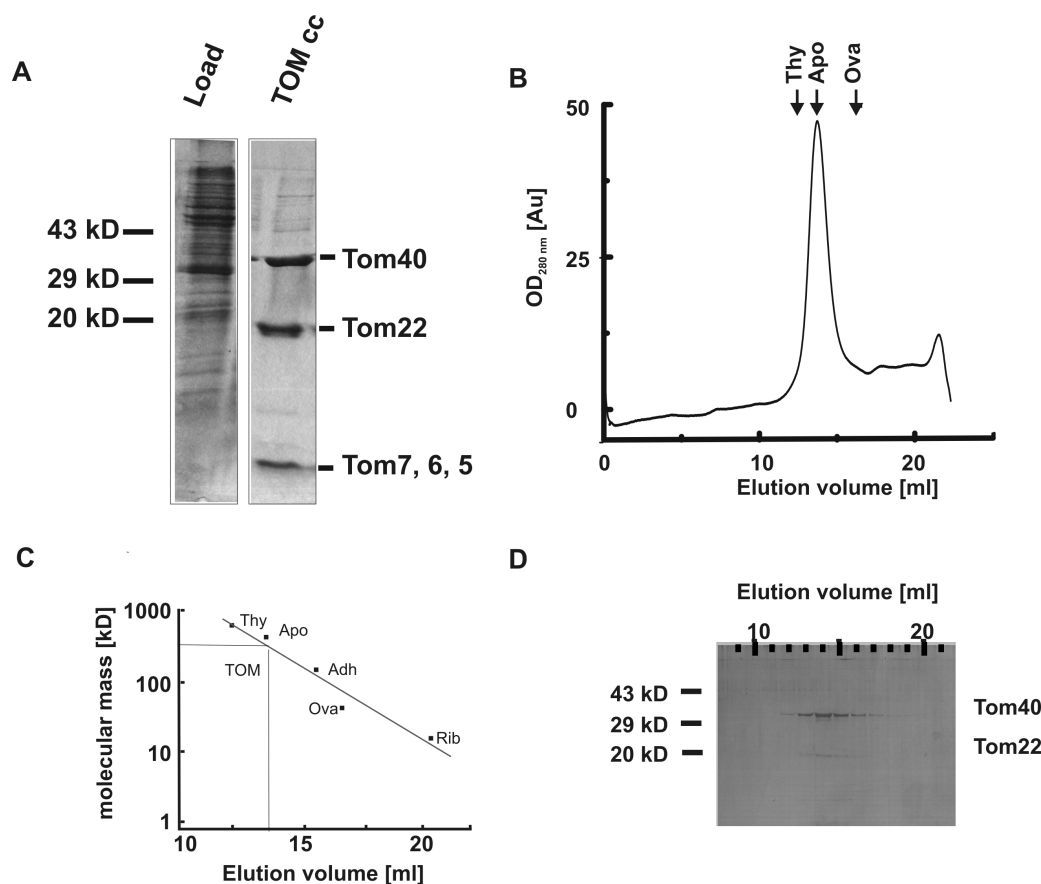 A
Load
TOM cc
43 kD
29 kD
20 kD
Tom40
Tom22
Tom7, 6, 5
B
Thy
Apo
Ova
50
25
0
OD280 nm [Au]
0
10
20
Elution volume [ml]
C
molecular mass [kD]
1000
100
10
1
Thy
Apo
TOM
Adh
Ova
Rib
10
15
20
Elution volume [ml]
D
Elution volume [ml]
10
20
43 kD
29 kD
20 kD
Tom40
Tom22